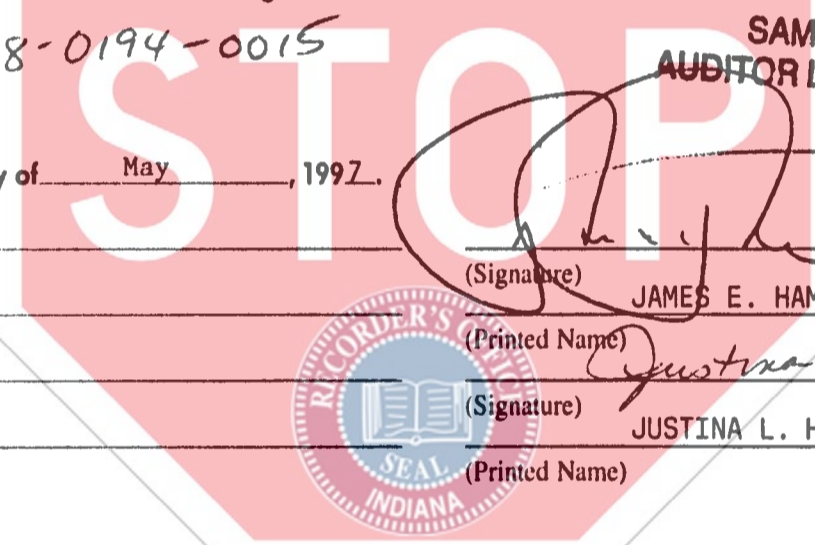 8-0194-0015
SAM
AUDITOR L
STOP
y of May, 1997.
(Signature)
JAMES E. HAM
(Printed Name)
Justina
(Signature)
JUSTINA L. H
(Printed Name)
RECORDER'S OFFICE
SEAL
INDIANA